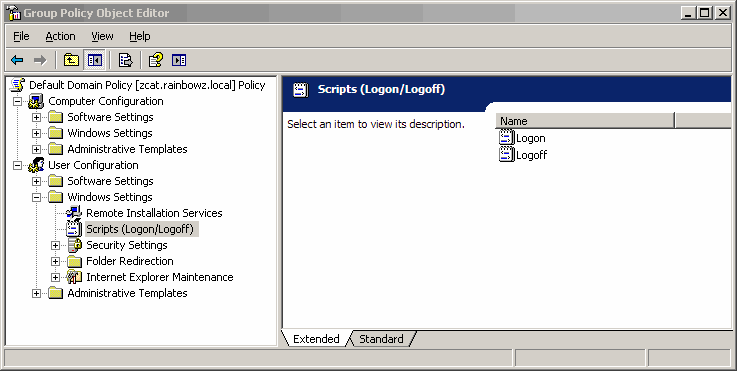 Group Policy Object Editor
File Action View Help
Default Domain Policy [zcat.rainbowz.local] Policy
Computer Configuration
Software Settings
Windows Settings
Administrative Templates
User Configuration
Software Settings
Windows Settings
Remote Installation Services
Scripts (Logon/Logoff)
Security Settings
Folder Redirection
Internet Explorer Maintenance
Administrative Templates
Scripts (Logon/Logoff)
Select an item to view its description.
Name
Logon
Logoff
Extended Standard